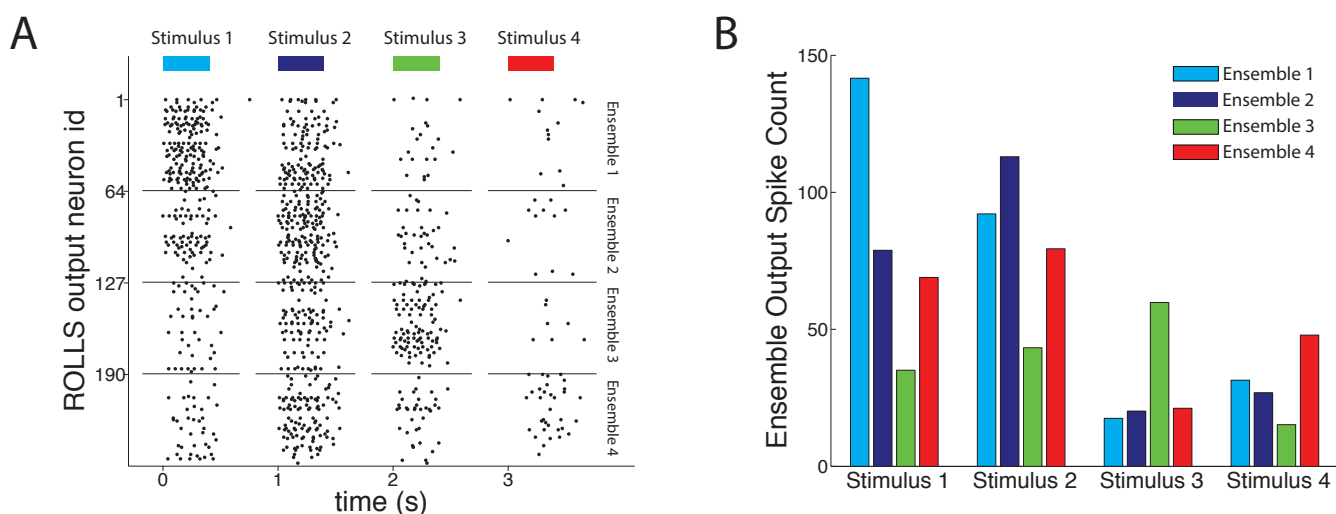 A
Stimulus 1 Stimulus 2 Stimulus 3 Stimulus 4
ROLLS output neuron id
1
64
127
190
Ensemble 1
Ensemble 2
Ensemble 3
Ensemble 4
0 1 2 3
time (s)
B
Ensemble Output Spike Count
150
100
50
0
Ensemble 1
Ensemble 2
Ensemble 3
Ensemble 4
Stimulus 1 Stimulus 2 Stimulus 3 Stimulus 4